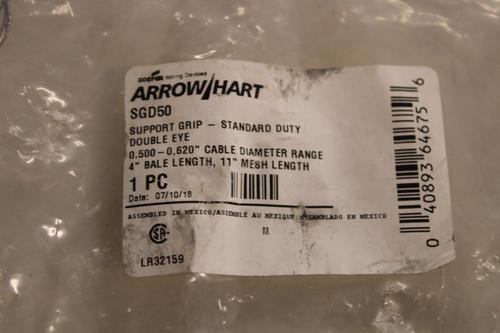 COOPER Wiring Devices
ARROW/HART
SGD50
SUPPORT GRIP - STANDARD DUTY
DOUBLE EYE
0.500-0.620" CABLE DIAMETER RANGE
4" BALE LENGTH, 11" MESH LENGTH
1 PC
Date: 07/10/18
ASSEMBLED IN MEXICO/ASSEMBLÉ AU MEXIQUE/ENSAMBLADO EN MEXICO
M
LR32159
0 40893 64675 6